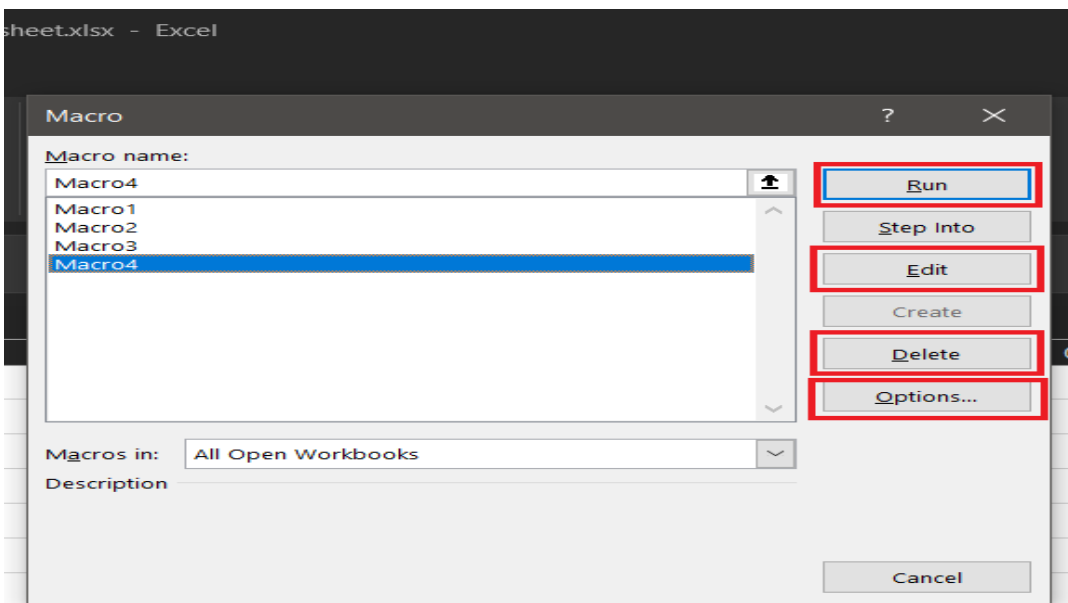 sheet.xlsx - Excel
Macro ?
Macro name:
Macro4
Run
Macro1
Macro2
Macro3
Macro4
Step Into
Edit
Create
Delete
Options...
Macros in: All Open Workbooks
Description
Cancel